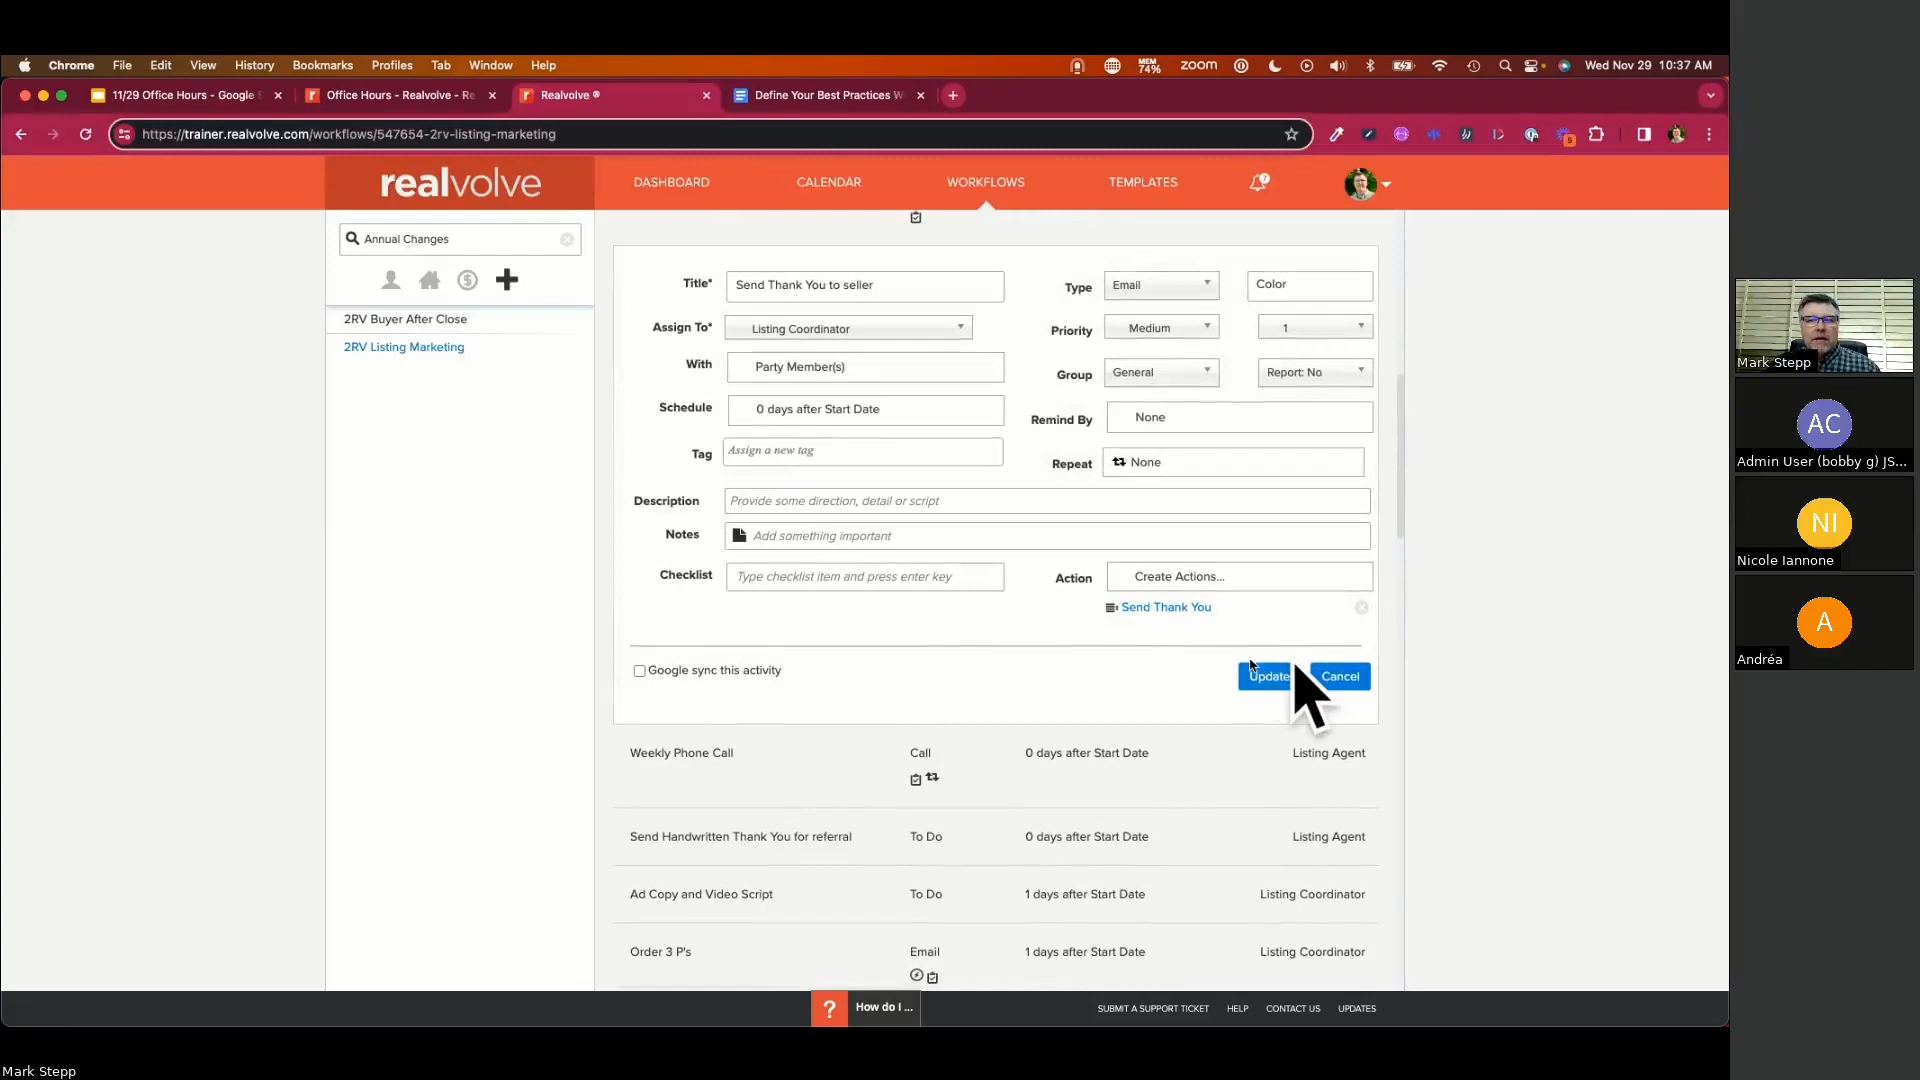 Chrome File Edit View History Bookmarks Profiles Tab Window Help MEM 74% zoom Wed Nov 29 10:37 AM
11/29 Office Hours - Google Office Hours - Realvolve - Re Realvolve ® Define Your Best Practices W
https://trainer.realvolve.com/workflows/547654-2rv-listing-marketing
realvolve DASHBOARD CALENDAR WORKFLOWS TEMPLATES 7
Annual Changes
2RV Buyer After Close
2RV Listing Marketing
Title* Send Thank You to seller Type Email Color
Assign To* Listing Coordinator Priority Medium 1
With Party Member(s) Group General Report: No
Schedule 0 days after Start Date Remind By None
Tag Assign a new tag Repeat None
Description Provide some direction, detail or script
Notes Add something important
Checklist Type checklist item and press enter key Action Create Actions...
Send Thank You
Google sync this activity Update Cancel
Weekly Phone Call Call 0 days after Start Date Listing Agent
Send Handwritten Thank You for referral To Do 0 days after Start Date Listing Agent
Ad Copy and Video Script To Do 1 days after Start Date Listing Coordinator
Order 3 P's Email 1 days after Start Date Listing Coordinator
? How do I ... SUBMIT A SUPPORT TICKET HELP CONTACT US UPDATES
Mark Stepp
AC
Admin User (bobby g) JS...
NI
Nicole Iannone
A
Andréa
Mark Stepp